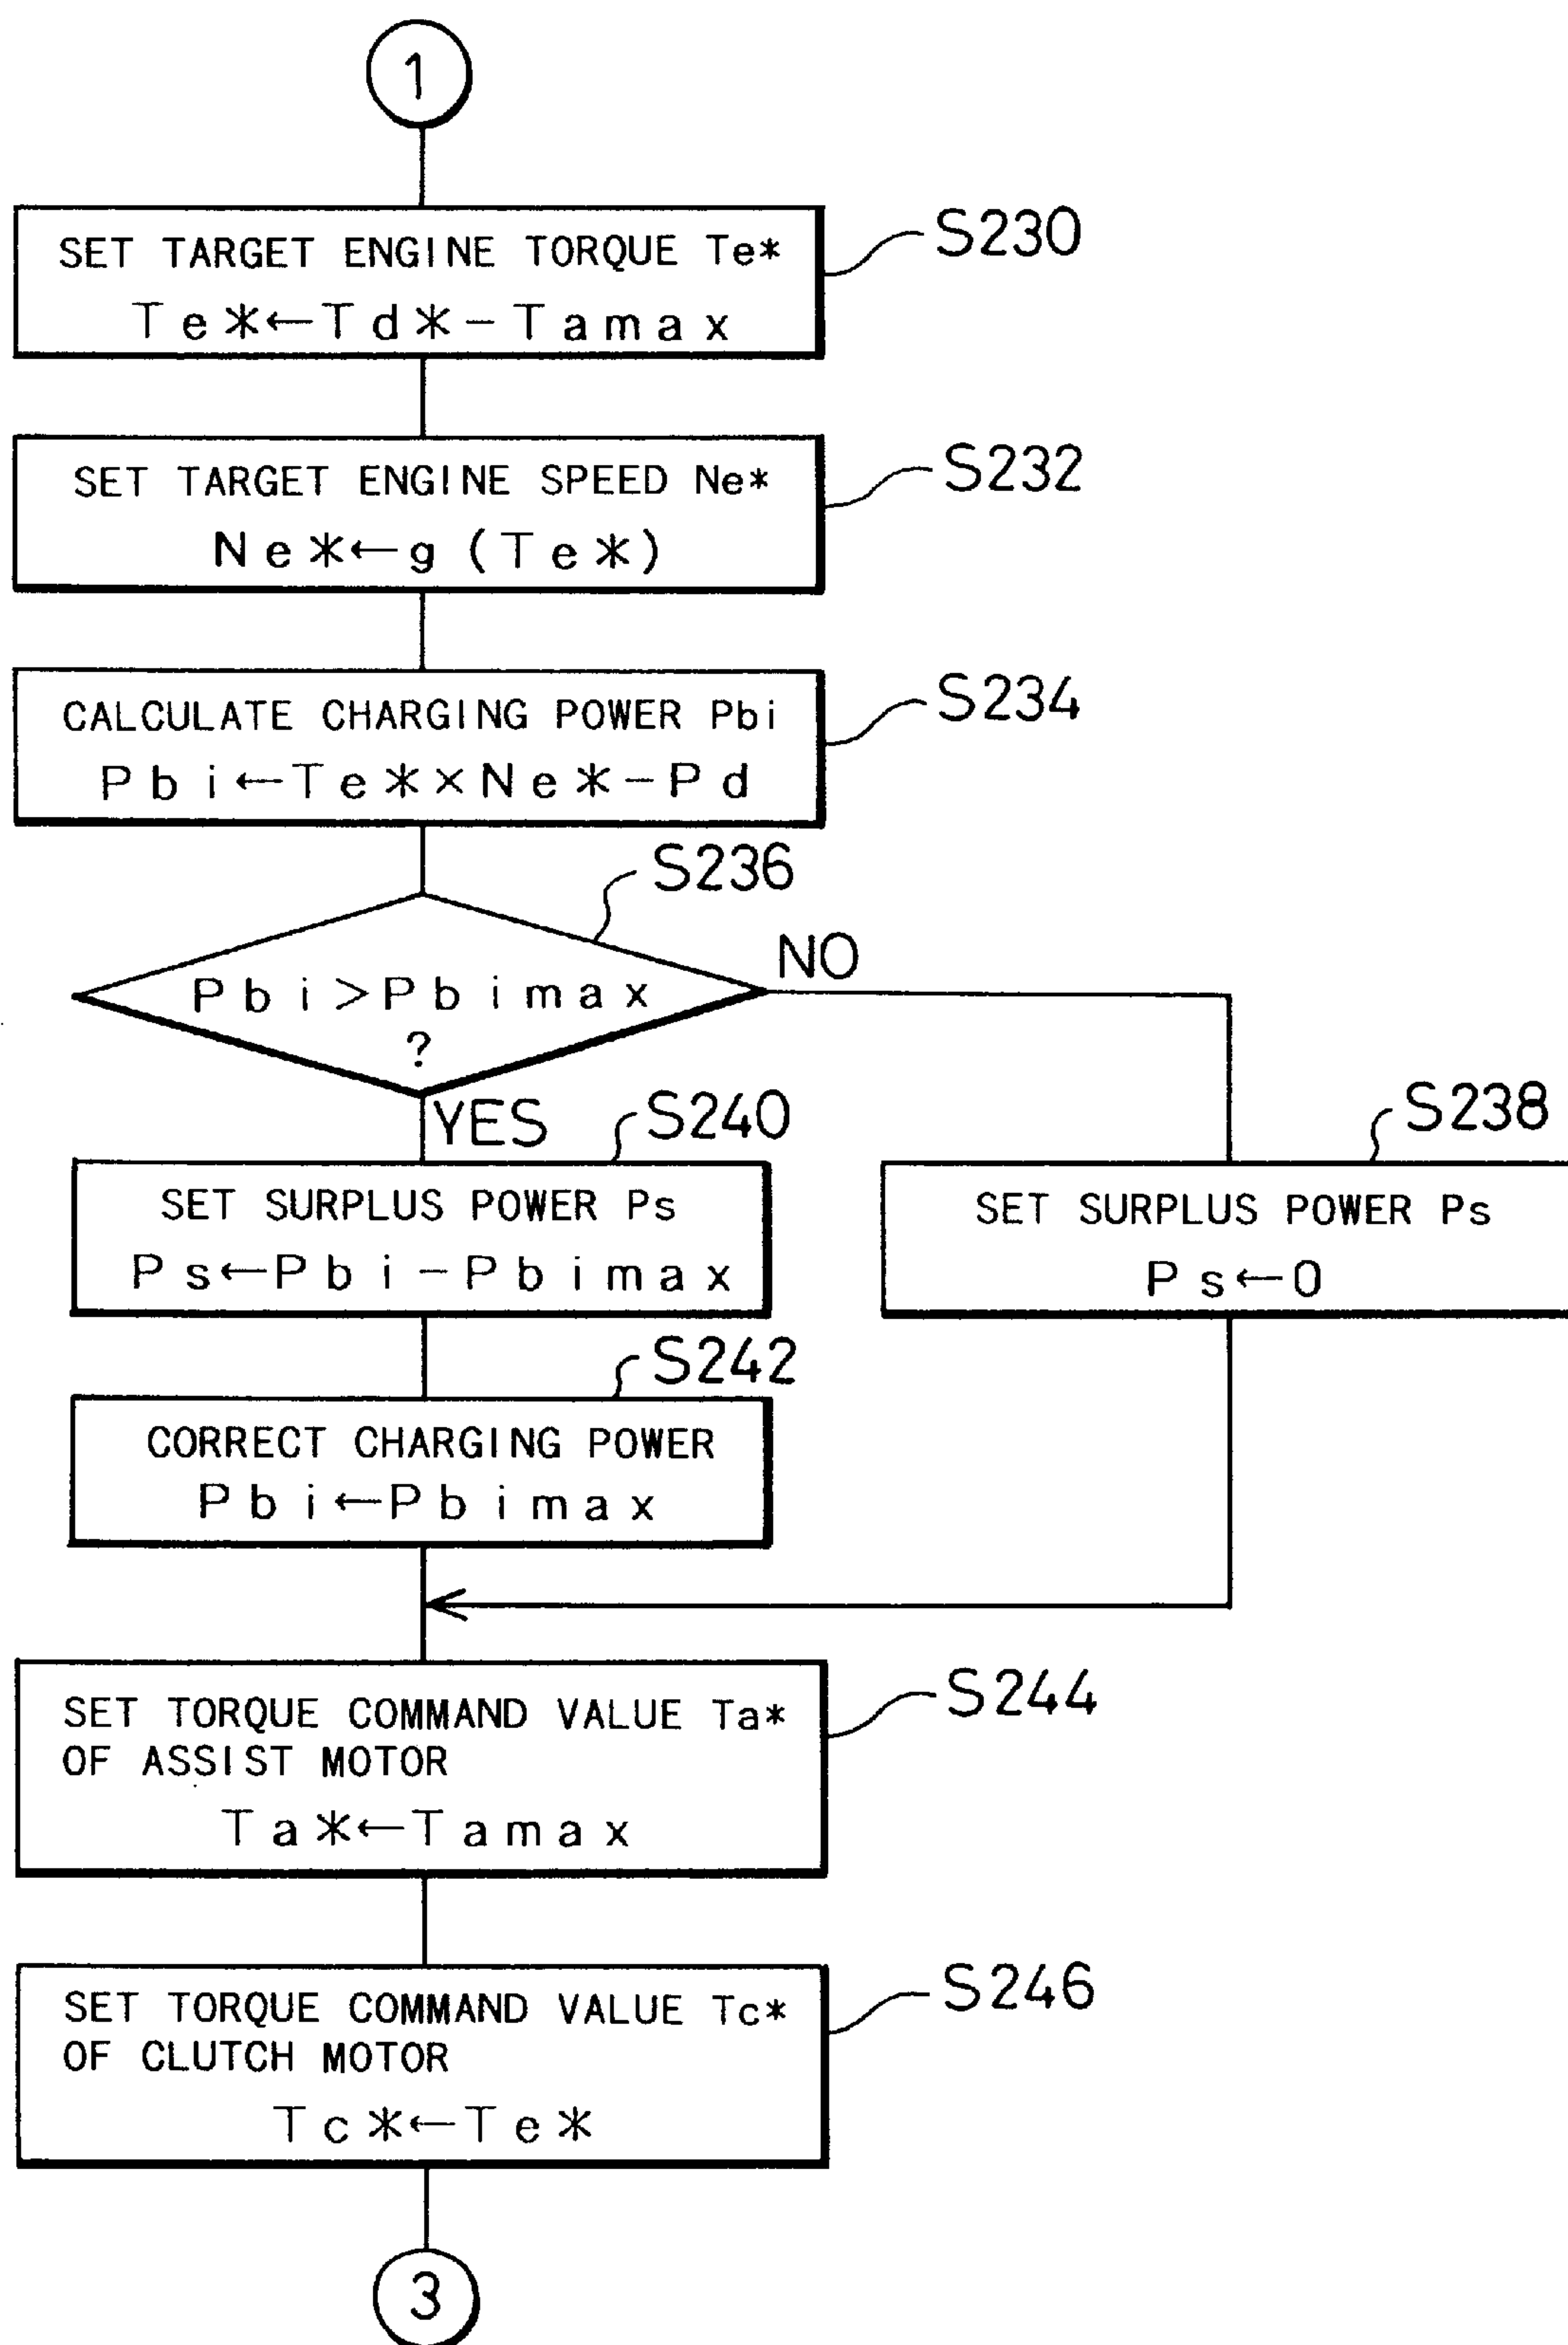 1
SET TARGET ENGINE TORQUE Te*
Te*←Td*-Tamax
S230
SET TARGET ENGINE SPEED Ne*
Ne*←g(Te*)
S232
CALCULATE CHARGING POWER Pbi
Pbi←Te*×Ne*-Pd
S234
S236
Pbi>Pbimax
?
NO
YES
S240
SET SURPLUS POWER Ps
Ps←Pbi-Pbimax
S238
SET SURPLUS POWER Ps
Ps←0
S242
CORRECT CHARGING POWER
Pbi←Pbimax
SET TORQUE COMMAND VALUE Ta*
OF ASSIST MOTOR
Ta*←Tamax
S244
SET TORQUE COMMAND VALUE Tc*
OF CLUTCH MOTOR
Tc*←Te*
S246
3